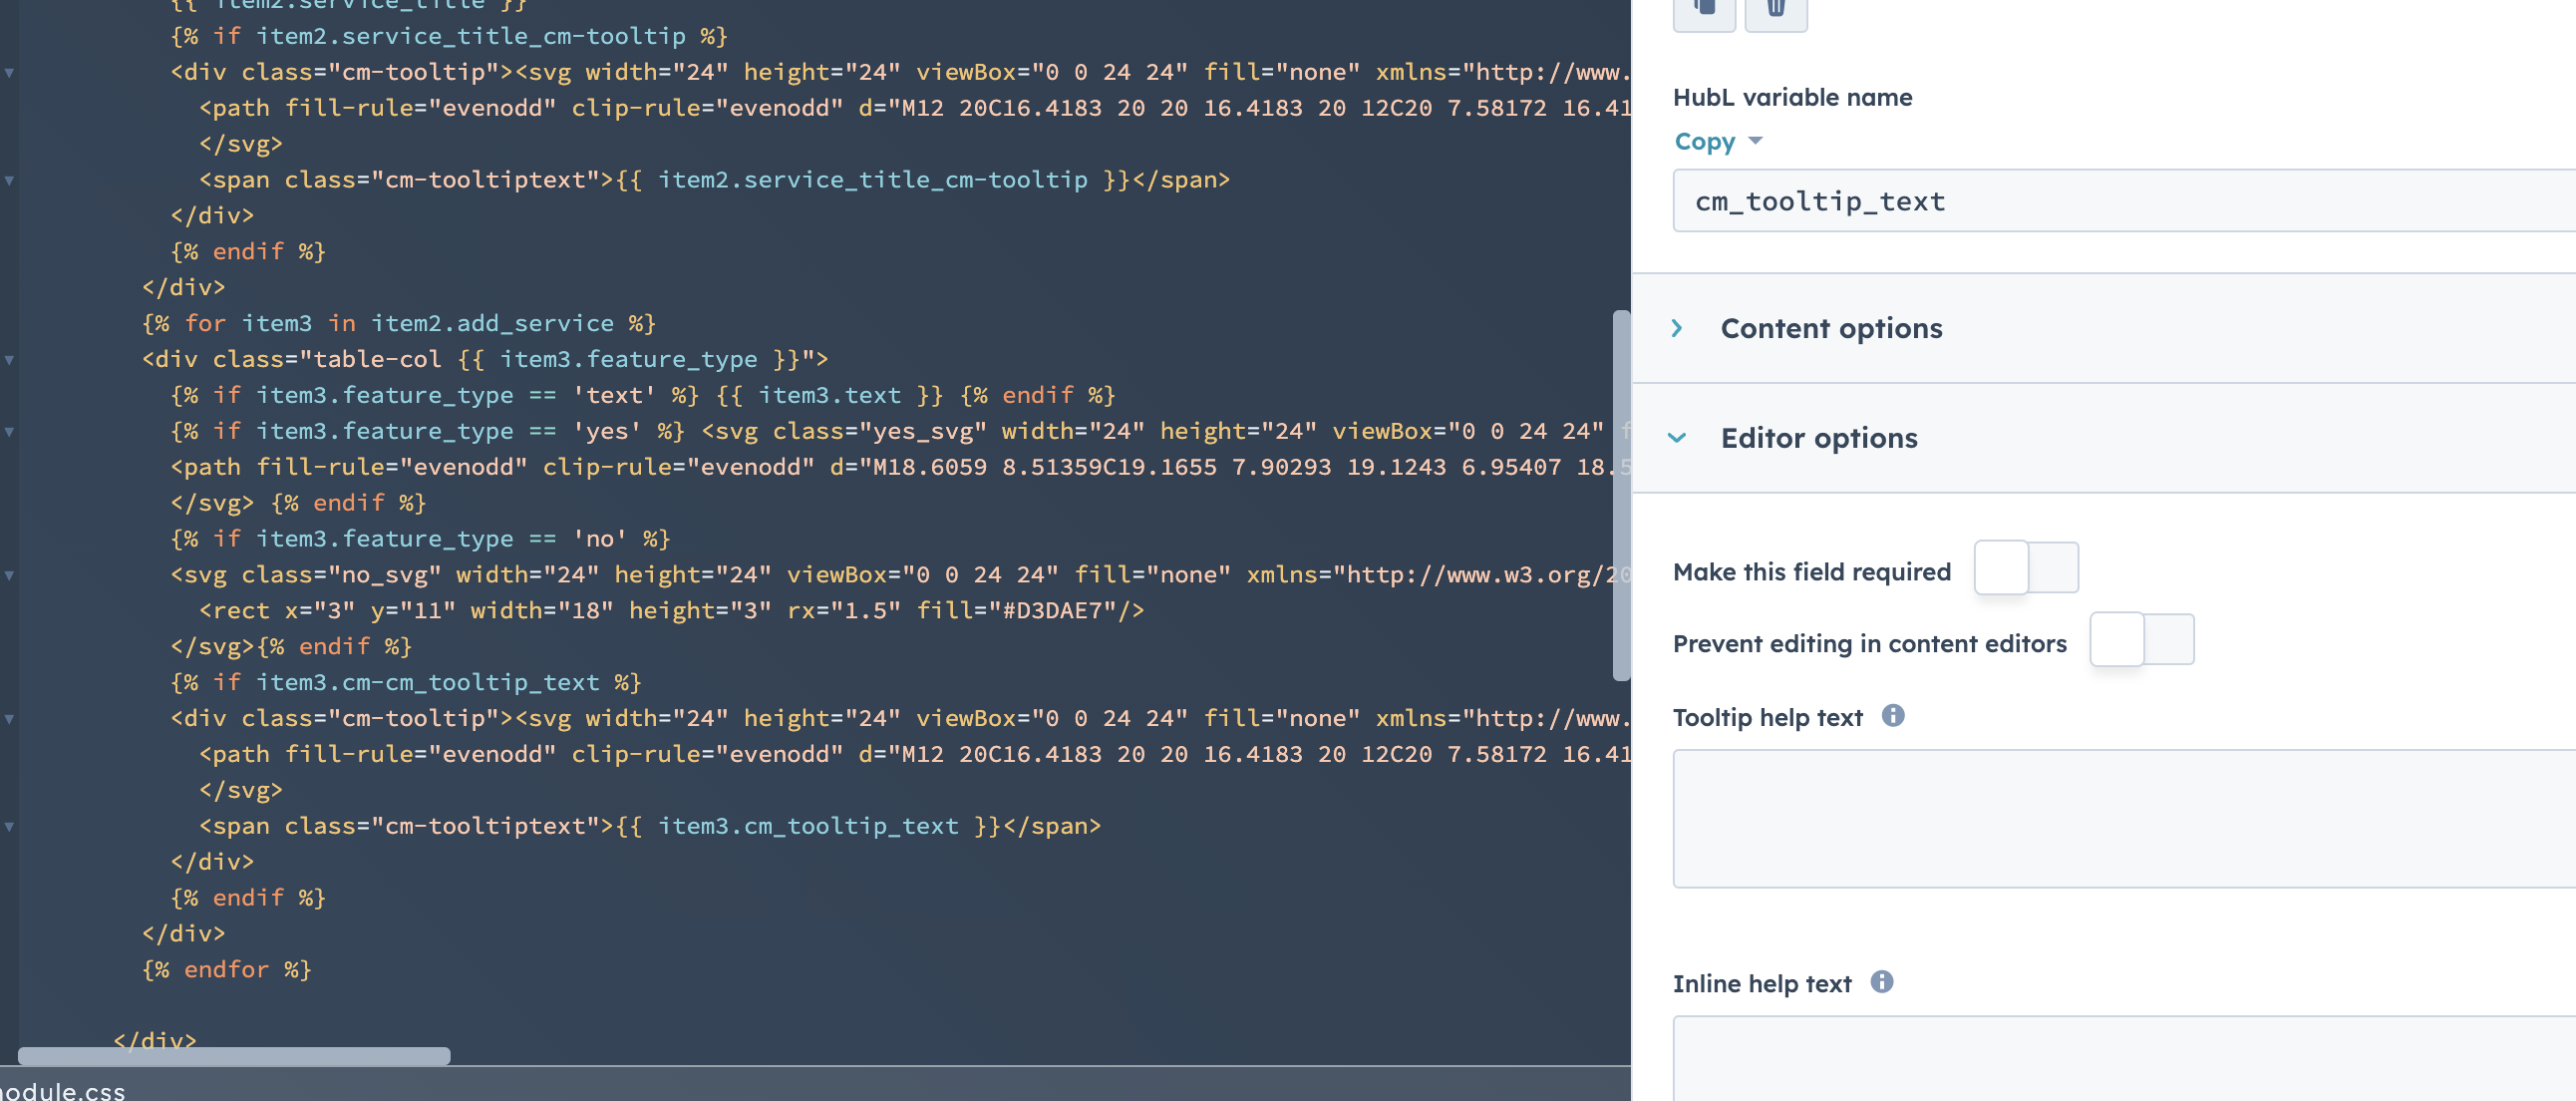 {{ item2.service_title }}
{% if item2.service_title_cm-tooltip %}
<div class="cm-tooltip"><svg width="24" height="24" viewBox="0 0 24 24" fill="none" xmlns="http://www.
<path fill-rule="evenodd" clip-rule="evenodd" d="M12 20C16.4183 20 20 16.4183 20 12C20 7.58172 16.41
</svg>
<span class="cm-tooltiptext">{{ item2.service_title_cm-tooltip }}</span>
</div>
{% endif %}
</div>
{% for item3 in item2.add_service %}
<div class="table-col {{ item3.feature_type }}">
{% if item3.feature_type == 'text' %} {{ item3.text }} {% endif %}
{% if item3.feature_type == 'yes' %} <svg class="yes_svg" width="24" height="24" viewBox="0 0 24 24" f
<path fill-rule="evenodd" clip-rule="evenodd" d="M18.6059 8.51359C19.1655 7.90293 19.1243 6.95407 18.5
</svg> {% endif %}
{% if item3.feature_type == 'no' %}
<svg class="no_svg" width="24" height="24" viewBox="0 0 24 24" fill="none" xmlns="http://www.w3.org/20
<rect x="3" y="11" width="18" height="3" rx="1.5" fill="#D3DAE7"/>
</svg>{% endif %}
{% if item3.cm-cm_tooltip_text %}
<div class="cm-tooltip"><svg width="24" height="24" viewBox="0 0 24 24" fill="none" xmlns="http://www.
<path fill-rule="evenodd" clip-rule="evenodd" d="M12 20C16.4183 20 20 16.4183 20 12C20 7.58172 16.41
</svg>
<span class="cm-tooltiptext">{{ item3.cm_tooltip_text }}</span>
</div>
{% endif %}
</div>
{% endfor %}
</div>
odule.css
HubL variable name
Copy
cm_tooltip_text
Content options
Editor options
Make this field required
Prevent editing in content editors
Tooltip help text
Inline help text